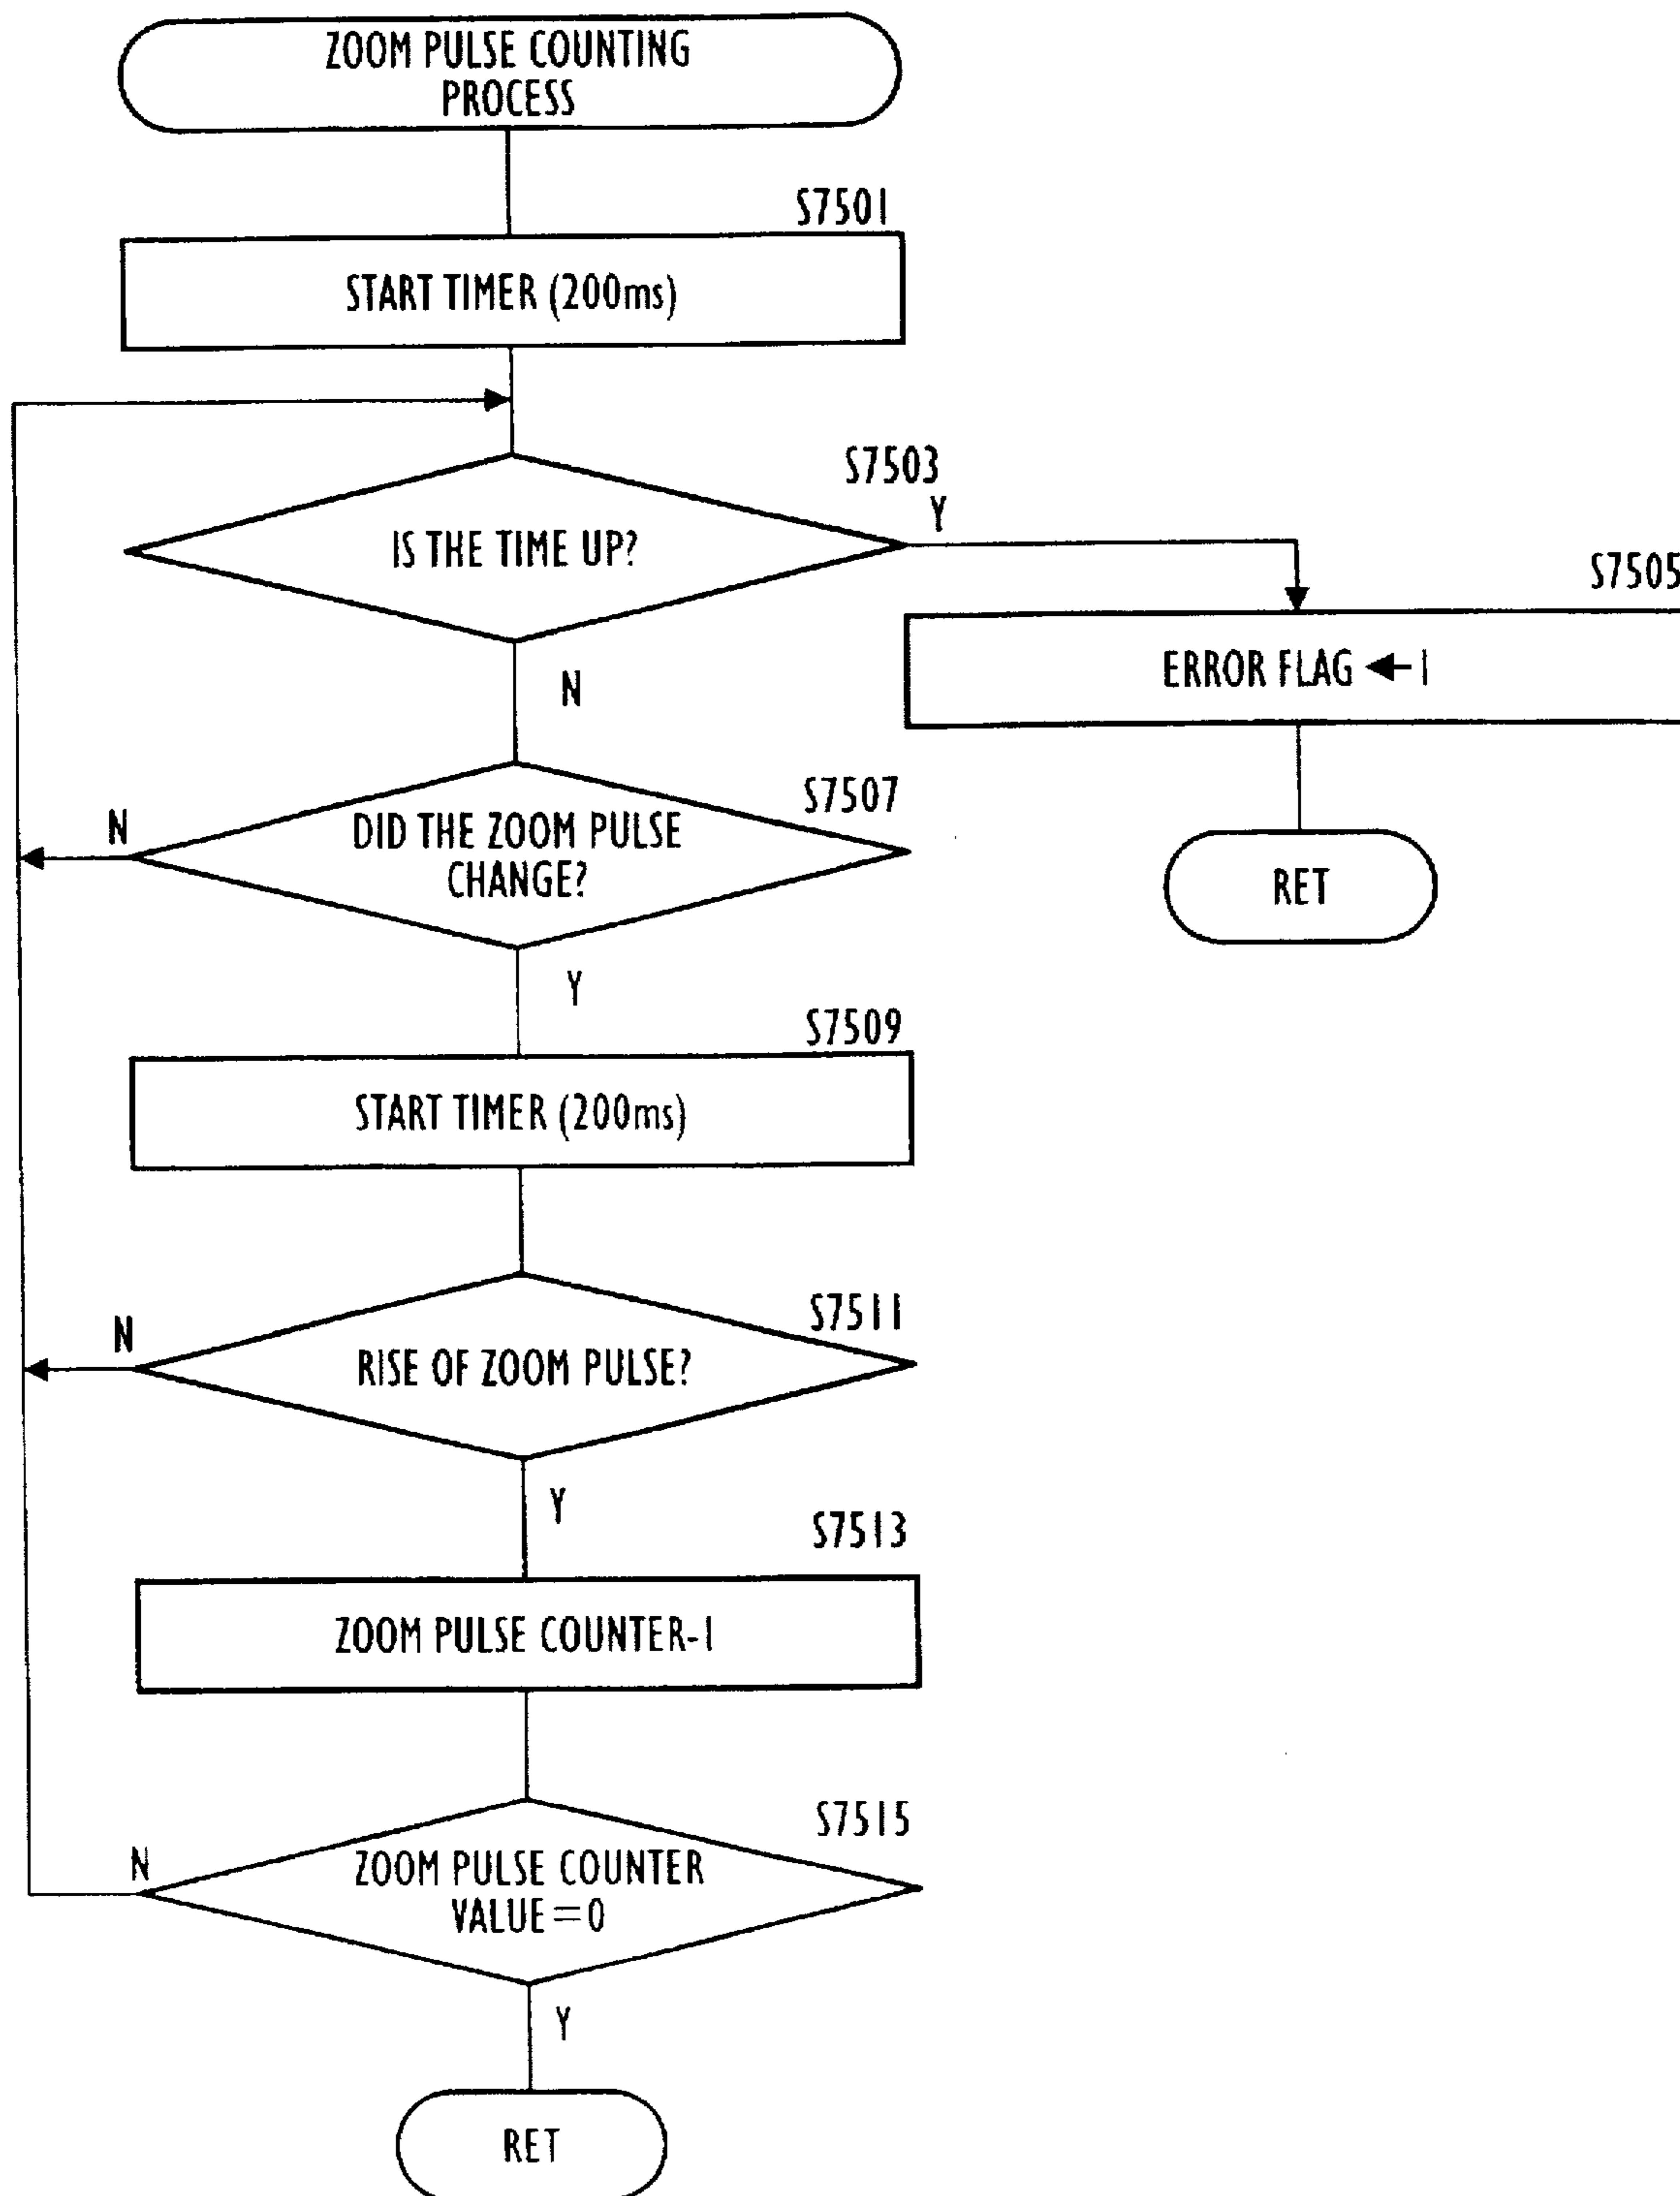 ZOOM PULSE COUNTING
PROCESS
S7501
START TIMER (200ms)
S7503
IS THE TIME UP?
Y
S7505
ERROR FLAG ← 1
N
RET
S7507
N
DID THE ZOOM PULSE
CHANGE?
Y
S7509
START TIMER (200ms)
S7511
N
RISE OF ZOOM PULSE?
Y
S7513
ZOOM PULSE COUNTER-1
S7515
N
ZOOM PULSE COUNTER
VALUE=0
Y
RET